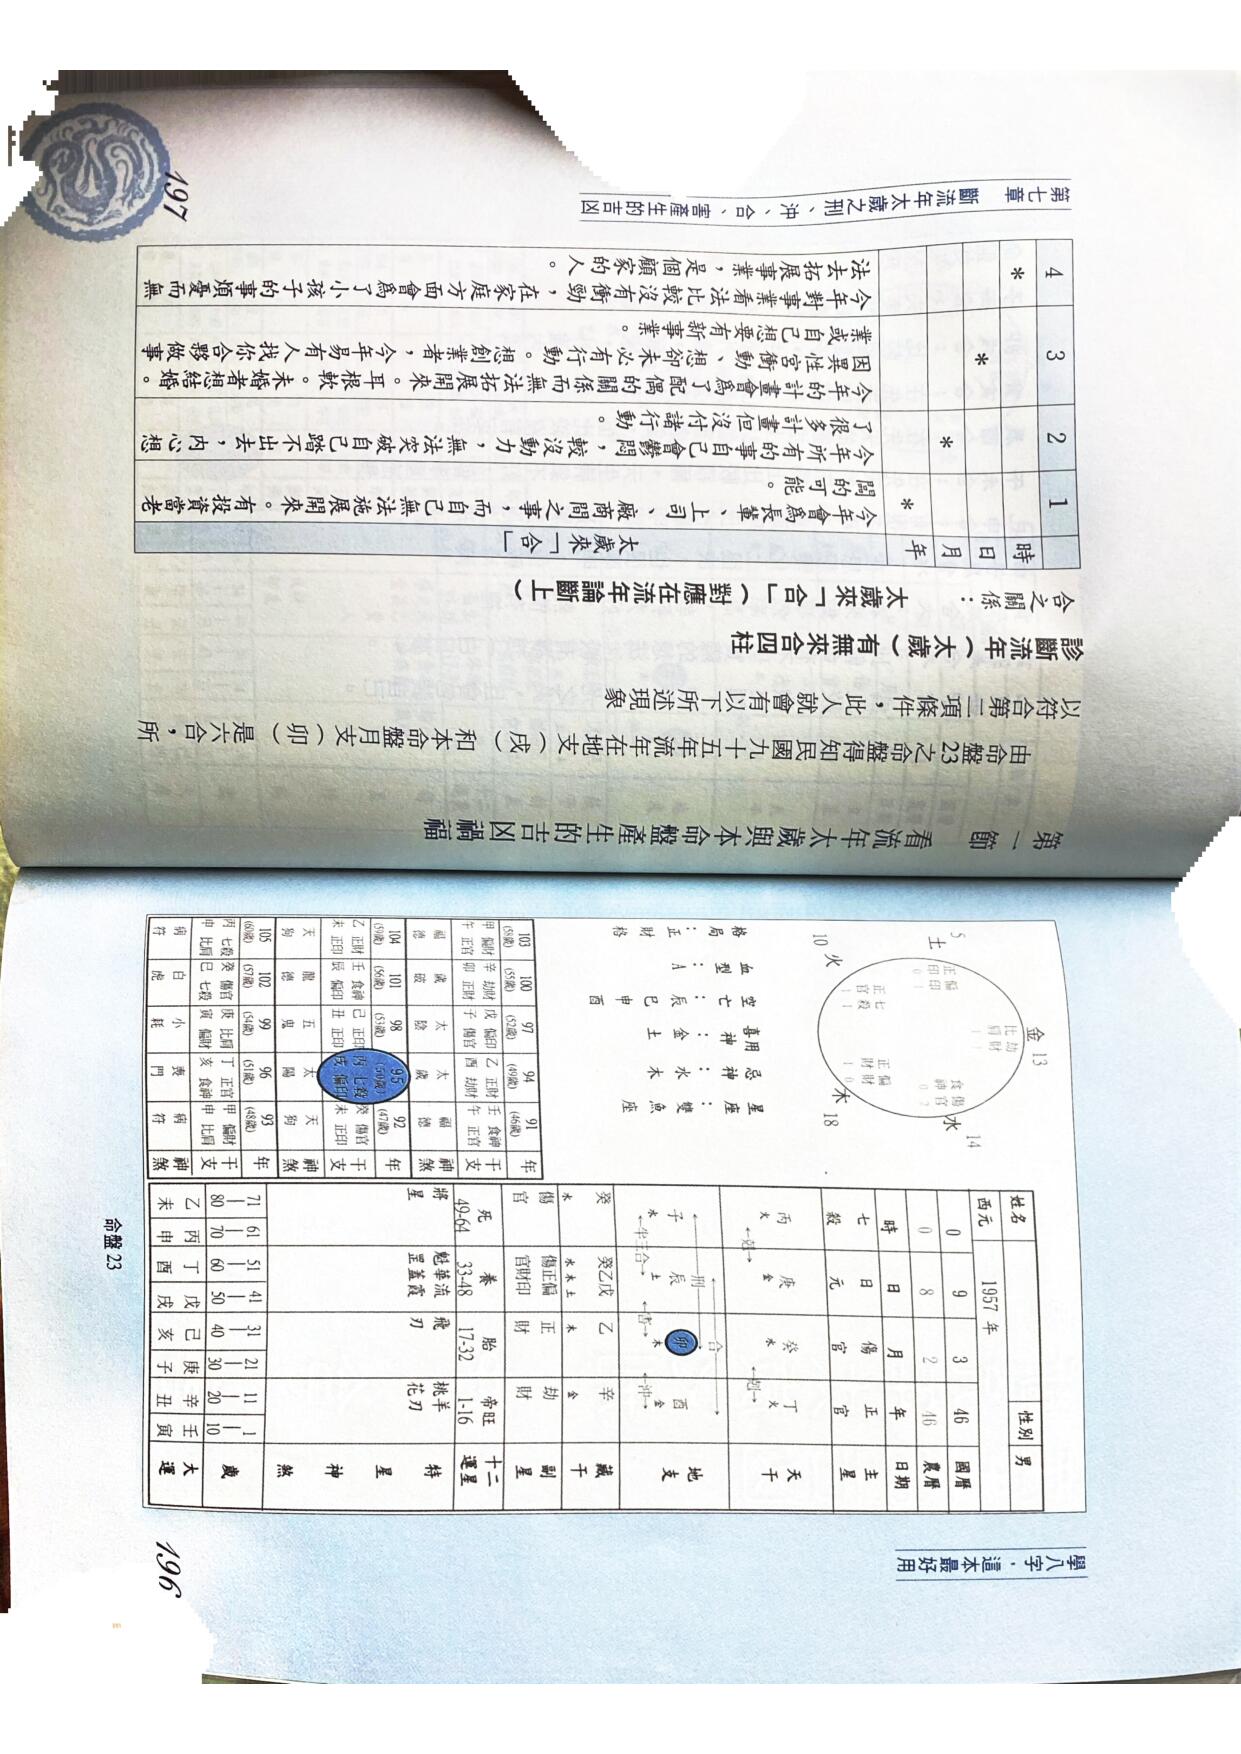 學八字，這本最好用
姓名 性別 男
西元 1957 年
0 9 3 46 國曆
0 8 2 46 農曆
時 日 月 年 日期
七殺 日元 傷官 正官 主星
丙火 庚金 癸水 丁火 天干
←剋→ ←剋→
←合→
←刑→
子水 辰土 卯木 酉金 地支
←半三合→ ←害→ ←沖→
癸 癸乙戊 乙 辛 藏干
水 水木土 木 金
傷官 傷正偏官財印 正財 劫財 副星
死 養 胎 帝旺 十二運星
49-64 33-48 17-32 1-16
將星 魁罡 華蓋 流霞 飛刃 桃花 羊刃 特星神煞
71-80 61-70 51-60 41-50 31-40 21-30 11-20 1-10 歲
乙未 丙申 丁酉 戊戌 己亥 庚子 辛丑 壬寅 大運
金 13
比肩 1 劫財 1
14 水
食神 0 傷官 2
5 土
正印 0 偏印 1
正官 1 七殺 1
正財 1 偏財 0
10 火
木 18
星座：雙魚座
忌神：水木
喜用神：金土
空亡：辰巳申酉
血型：A
格局：正財格
103 100 97 94 91 年
(58歲) (55歲) (52歲) (49歲) (46歲)
甲 偏財 辛 劫財 戊 偏印 乙 正財 壬 食神 干
午 正官 卯 正財 子 傷官 酉 劫財 午 正官 支
福德 歲破 太陰 太歲 福德 神煞
104 101 98 95 92 年
(59歲) (56歲) (53歲) (50歲) (47歲)
乙 正財 壬 食神 己 正印 丙 七殺 癸 傷官 干
未 正印 辰 偏印 丑 正印 戌 偏印 未 正印 支
天狗 龍德 五鬼 太陽 天狗 神煞
105 102 99 96 93 年
(60歲) (57歲) (54歲) (51歲) (48歲)
丙 七殺 癸 傷官 庚 比肩 丁 正官 甲 偏財 干
申 比肩 巳 七殺 寅 偏財 亥 食神 申 比肩 支
病符 白虎 小耗 喪門 病符 神煞
命盤 23
196
第一節 看流年太歲與本命盤產生的吉凶禍福
由命盤23之命盤得知民國九十五年流年在地支（戌）和本命盤月支（卯）是六合，所
以符合第二項條件，此人就會有以下所述現象
診斷流年（太歲）有無來合四柱
合之關係： 太歲來「合」（對應在流年論斷上）
時 日 月 年 太歲來「合」
1 * 今年會為長輩、上司、廠商間之事，而自己無法施展開來。有投資當老
闆的可能。
2 * 今年所有的事自己會鬱悶，較沒動力，無法突破自己踏不出去，內心想
了很多計畫但沒付諸行動。
3 * 今年的計畫會為了配偶的關係而無法拓展開來。耳根軟。未婚者想結婚。
因異性宮衝動、想卻未必有行動。想創業者，今年易有人找你合夥做事
業或自己想要有新事業。
4 * 今年對事業看法比較沒有衝勁，在家庭方面會為了小孩子的事煩憂而無
法去拓展事業，是個顧家的人。
第七章 斷流年太歲之刑、沖、合、害產生的吉凶
197